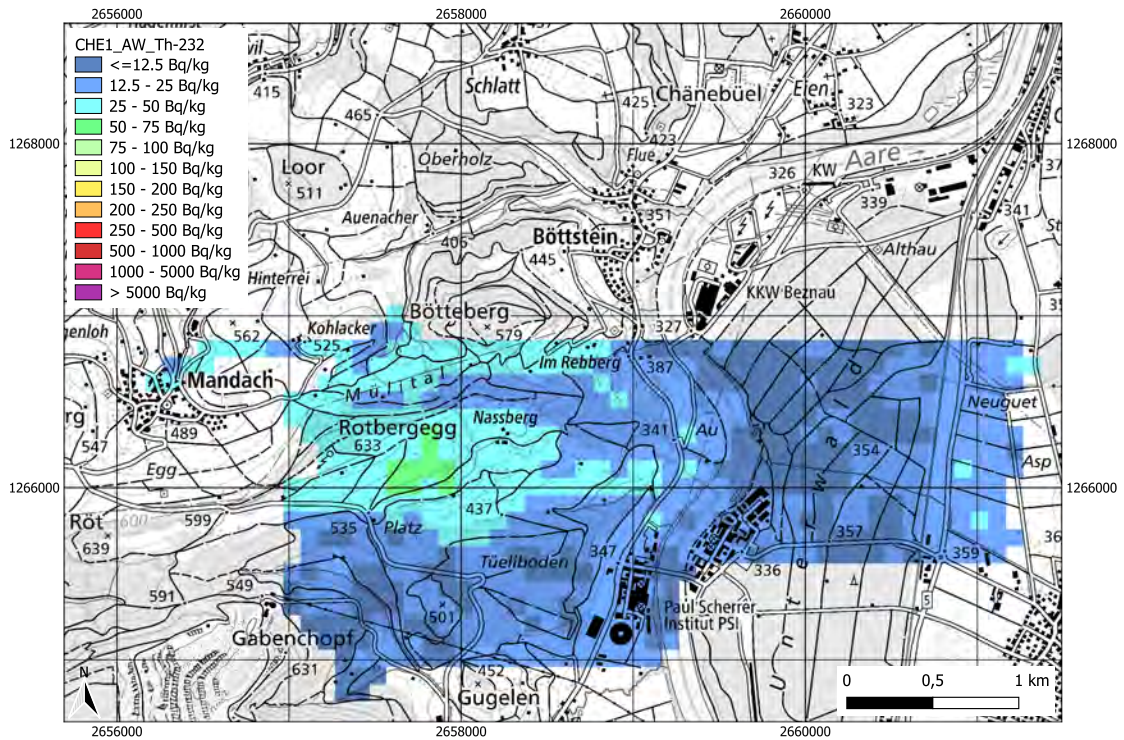 2656000
2658000
2660000
CHE1_AW_Th-232
<=12.5 Bq/kg
12.5 - 25 Bq/kg
25 - 50 Bq/kg
50 - 75 Bq/kg
75 - 100 Bq/kg
100 - 150 Bq/kg
150 - 200 Bq/kg
200 - 250 Bq/kg
250 - 500 Bq/kg
500 - 1000 Bq/kg
1000 - 5000 Bq/kg
> 5000 Bq/kg
415
Schlatt
465
425
Chänebüel
Eien
323
423
1268000
1268000
Oberholz
Flue
Loor
511
326
KW
Aare
339
Auenacher
406
351
341
Böttstein
445
Althau
Hinterrei
KKW Beznau
Bötteberg
579
327
562
Kohlacker
525
Im Rebberg
387
Mandach
Mülital
Neuguet
Nassberg
489
Rotbergegg
633
341
Au
354
547
Egg
Asp
1266000
1266000
437
Röt
600
599
535
Platz
639
357
347
359
Tüeliboden
336
549
591
501
Paul Scherrer
Institut PSI
5
Unterwald
Gabenchopf
631
452
Gugelen
N
0
0,5
1 km
2656000
2658000
2660000